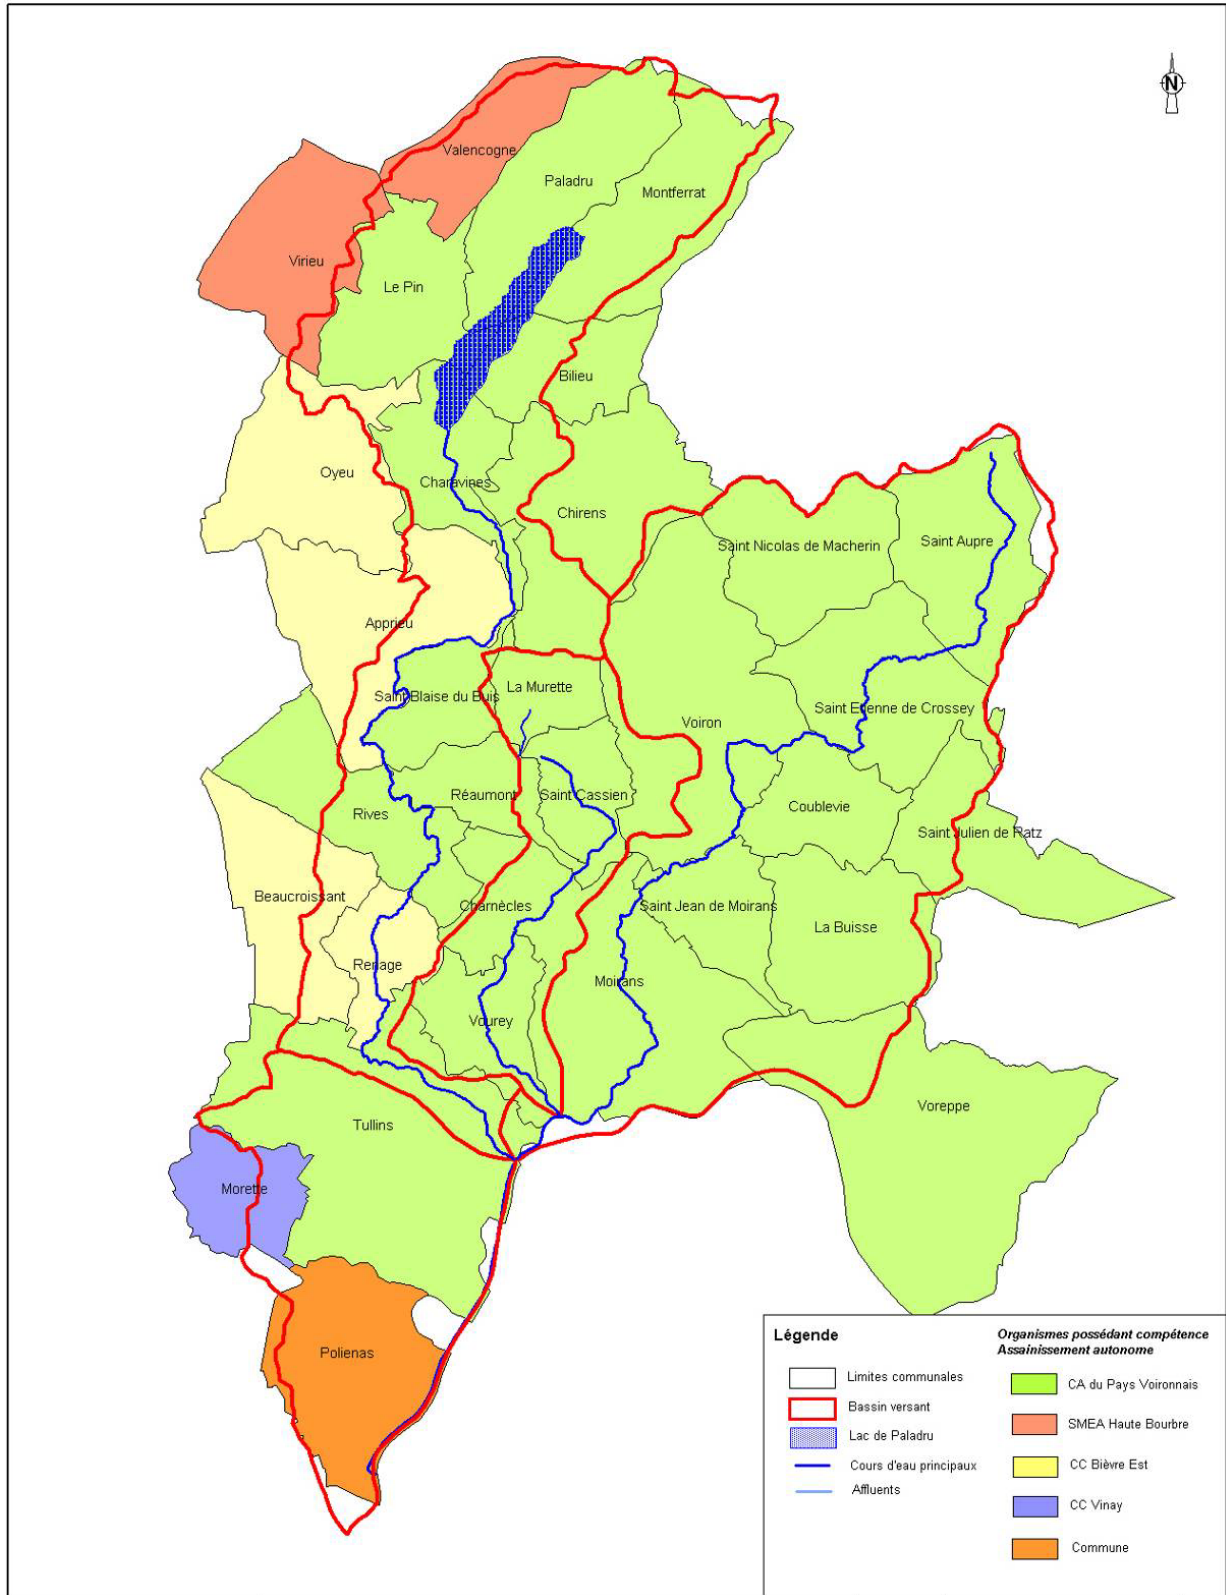 N
Valencogne
Paladru
Montferrat
Virieu
Le Pin
Bilieu
Oyeu
Charavines
Chirens
Saint Nicolas de Macherin
Saint Aupre
Apprieu
Saint Blaise du Buis
La Murette
Saint Etienne de Crossey
Voiron
Réaumont
Saint Cassien
Coublevie
Rives
Saint Julien de Ratz
Beaucroissant
Charnècles
Saint Jean de Moirans
La Buisse
Renage
Moirans
Vourey
Voreppe
Tullins
Morette
Polienas
Légende
Limites communales
Bassin versant
Lac de Paladru
Cours d'eau principaux
Affluents
Organismes possédant compétence
Assainissement autonome
CA du Pays Voironnais
SMEA Haute Bourbre
CC Bièvre Est
CC Vinay
Commune